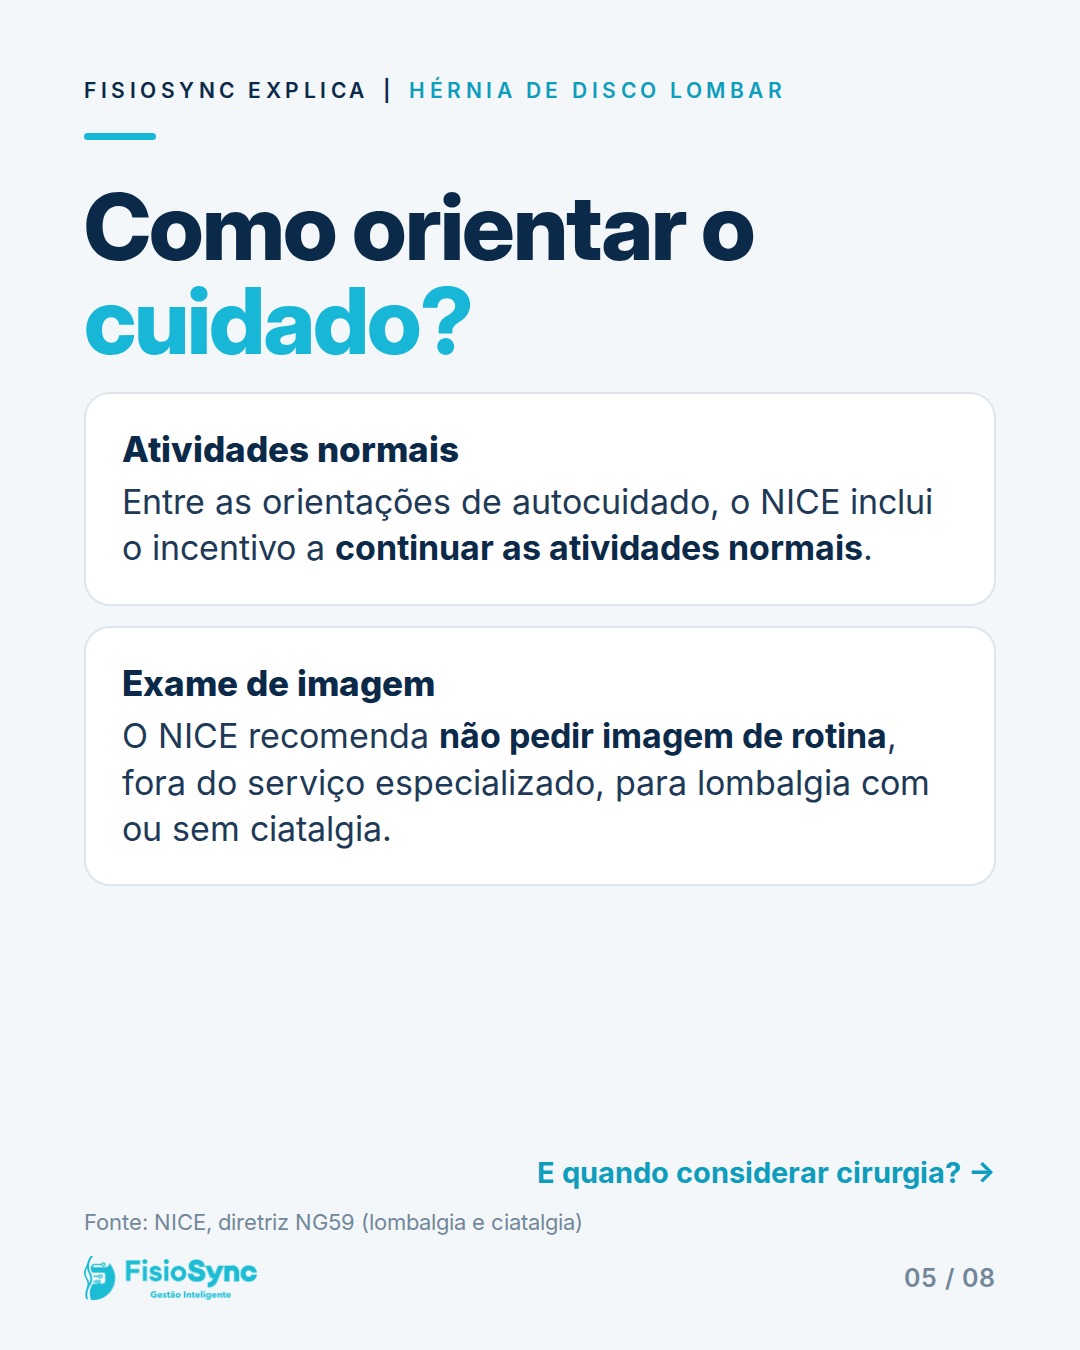 FISIOSYNC EXPLICA | HÉRNIA DE DISCO LOMBAR
Como orientar o
cuidado?
Atividades normais
Entre as orientações de autocuidado, o NICE inclui
o incentivo a continuar as atividades normais.
Exame de imagem
O NICE recomenda não pedir imagem de rotina,
fora do serviço especializado, para lombalgia com
ou sem ciatalgia.
E quando considerar cirurgia? →
Fonte: NICE, diretriz NG59 (lombalgia e ciatalgia)
FisioSync
Gestão Inteligente
05 / 08